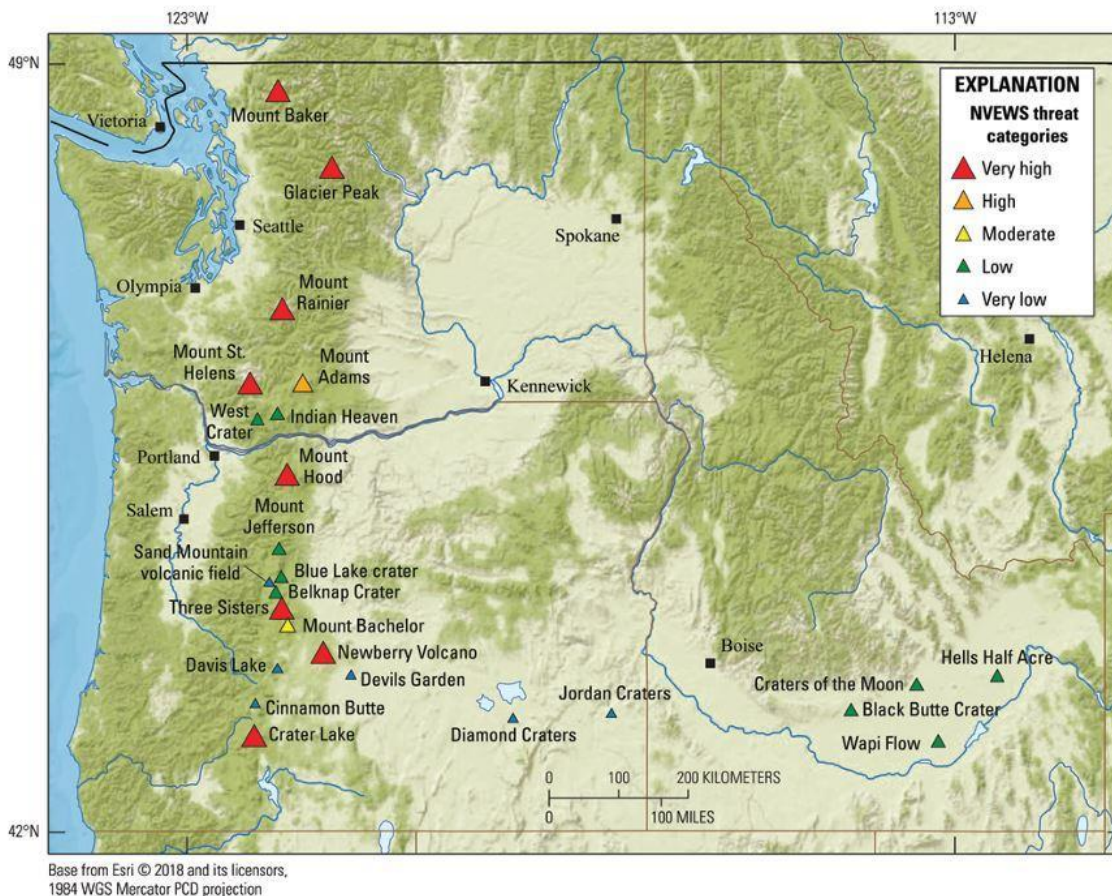 123°W
113°W
49°N
Mount Baker
Victoria
Glacier Peak
Seattle
Spokane
Olympia
Mount
Rainier
Mount St.
Helens
Mount
Adams
Kennewick
Helena
West
Crater
Indian Heaven
Portland
Mount
Hood
Salem
Mount
Jefferson
Sand Mountain
volcanic field
Blue Lake crater
Belknap Crater
Three Sisters
Mount Bachelor
Newberry Volcano
Davis Lake
Devils Garden
Cinnamon Butte
Crater Lake
Diamond Craters
Jordan Craters
Boise
Hells Half Acre
Craters of the Moon
Black Butte Crater
Wapi Flow
EXPLANATION
NVEWS threat
categories
Very high
High
Moderate
Low
Very low
0 100 200 KILOMETERS
0 100 MILES
42°N
Base from Esri © 2018 and its licensors,
1984 WGS Mercator PCD projection